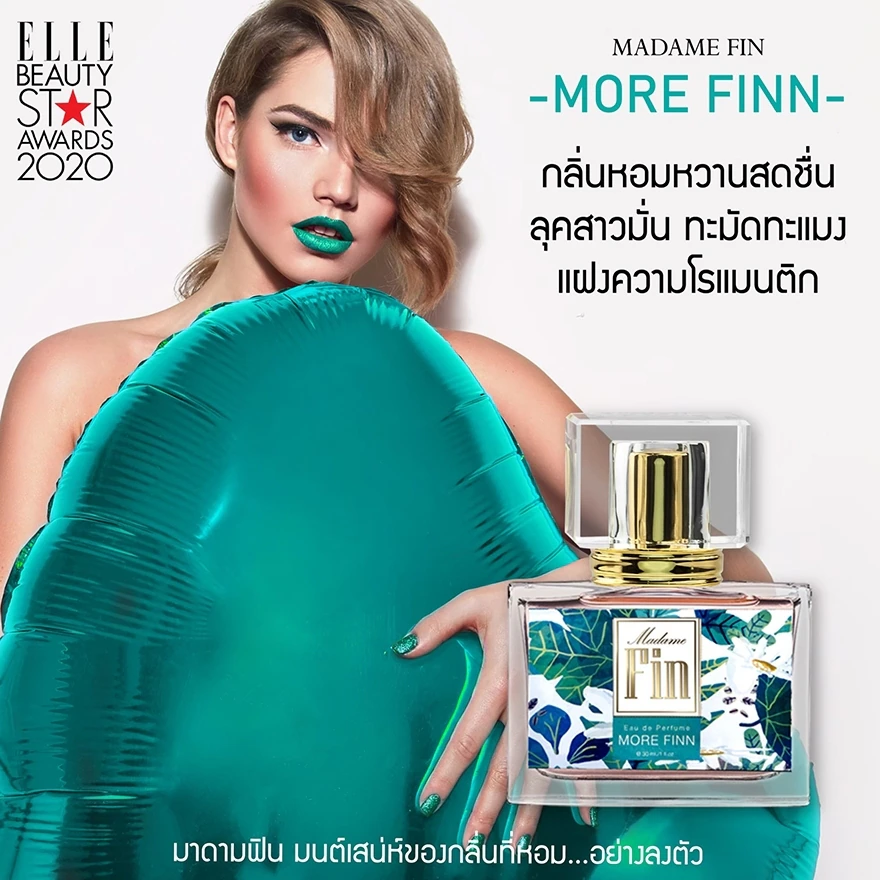 ELLE
BEAUTY
ST★R
AWARDS
2020
MADAME FIN
-MORE FINN-
กลิ่นหอมหวานสดชื่น
ลุคสาวมั่น ทะมัดทะแมง
แฝงความโรแมนติก
Madame
Fin
Eau de Perfume
MORE FINN
มาดามฟิน มนต์เสน่ห์ของกลิ่นที่หอม...อย่างลงตัว